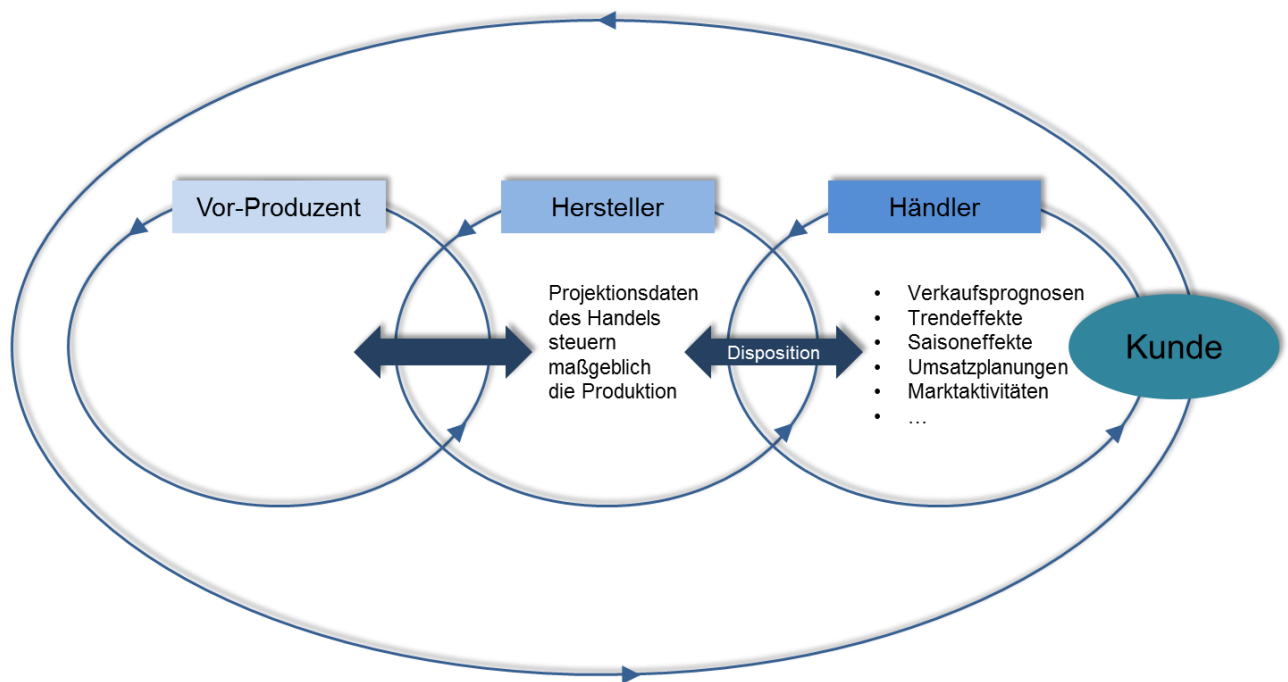 Vor-Produzent
Hersteller
Händler
Projektionsdaten
des Handels
steuern
maßgeblich
die Produktion
Disposition
• Verkaufsprognosen
• Trendeffekte
• Saisoneffekte
• Umsatzplanungen
• Marktaktivitäten
• …
Kunde